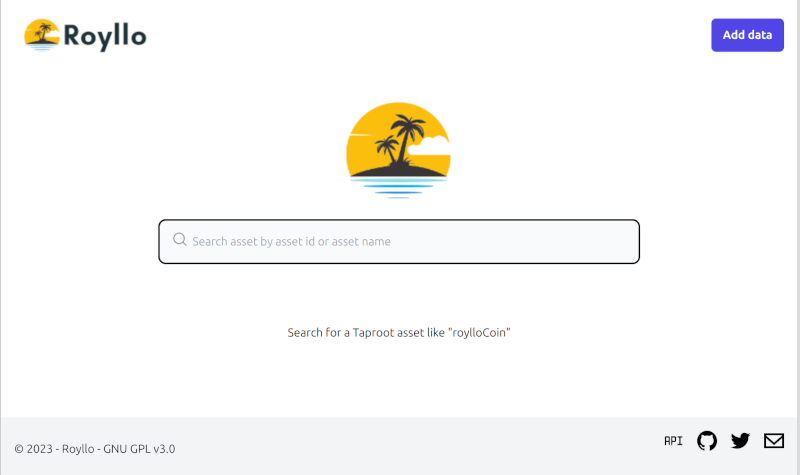 Royllo
Add data
Search asset by asset id or asset name
Search for a Taproot asset like "roylloCoin"
© 2023 - Royllo - GNU GPL v3.0
API